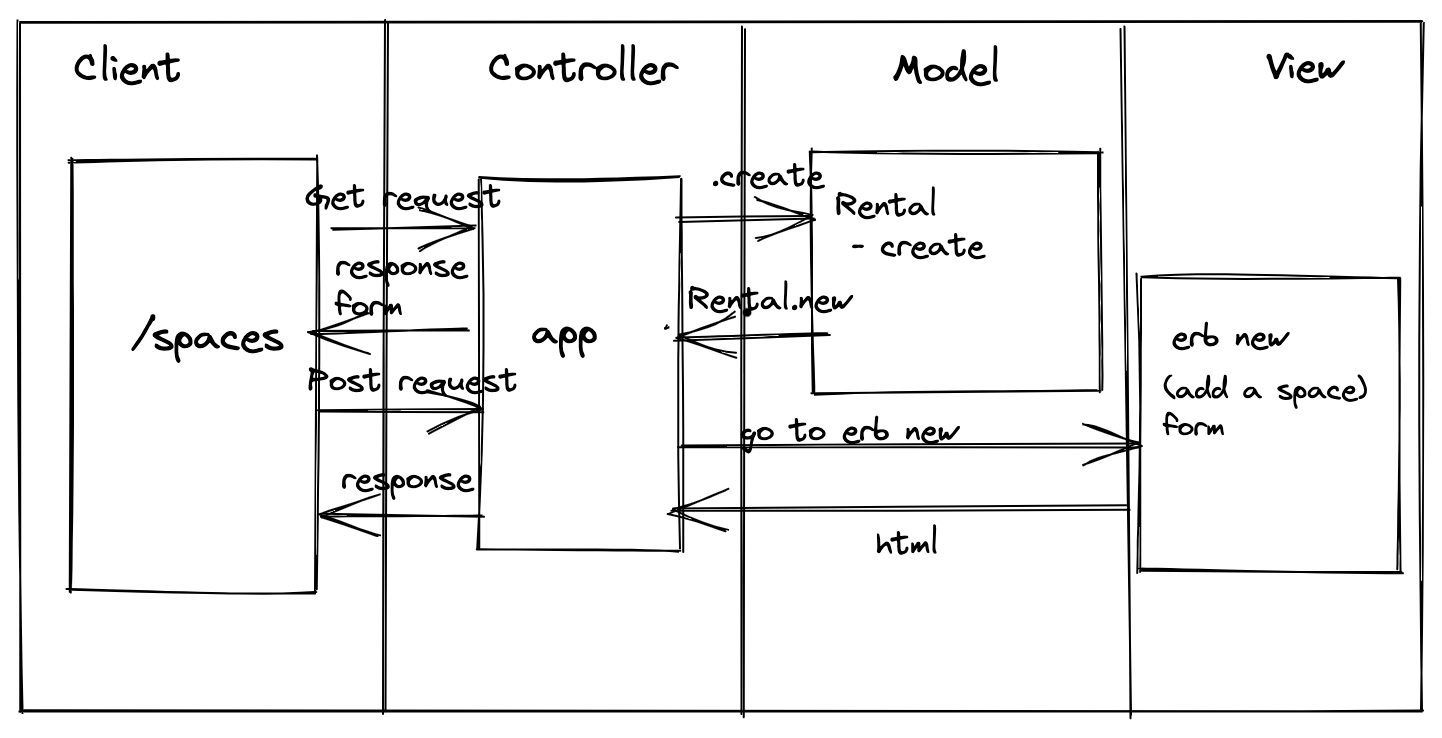 Client
Controller
Model
View
Get request
response
form
/spaces
Post request
response
app
.create
Rental
- create
Rental.new
go to erb new
html
erb new
(add a space)
form